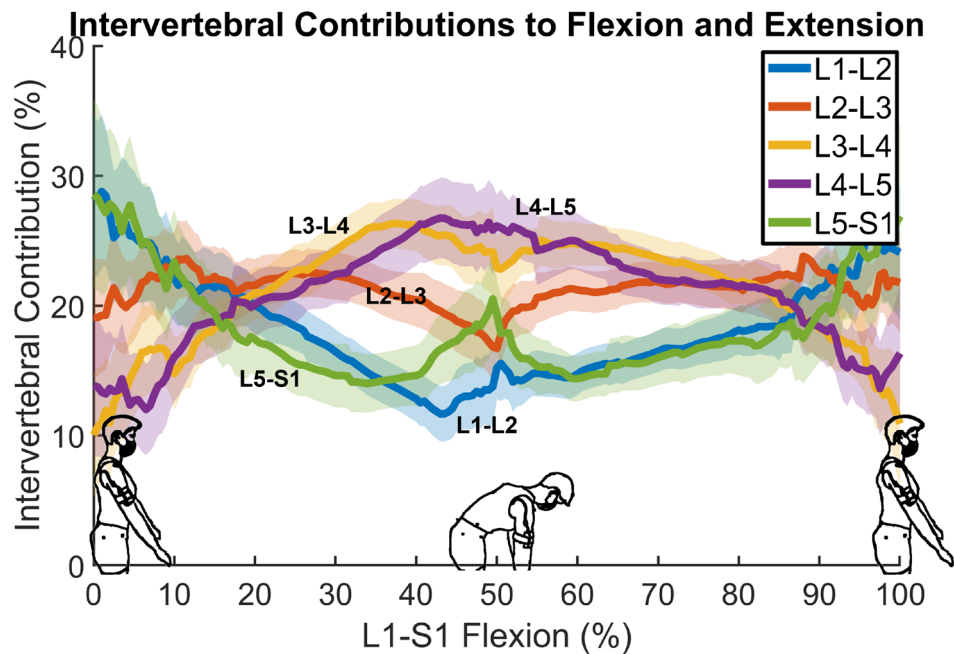 Intervertebral Contributions to Flexion and Extension
40
30
20
10
0
Intervertebral Contribution (%)
L1-L2
L2-L3
L3-L4
L4-L5
L5-S1
L3-L4
L4-L5
L2-L3
L5-S1
L1-L2
0 10 20 30 40 50 60 70 80 90 100
L1-S1 Flexion (%)